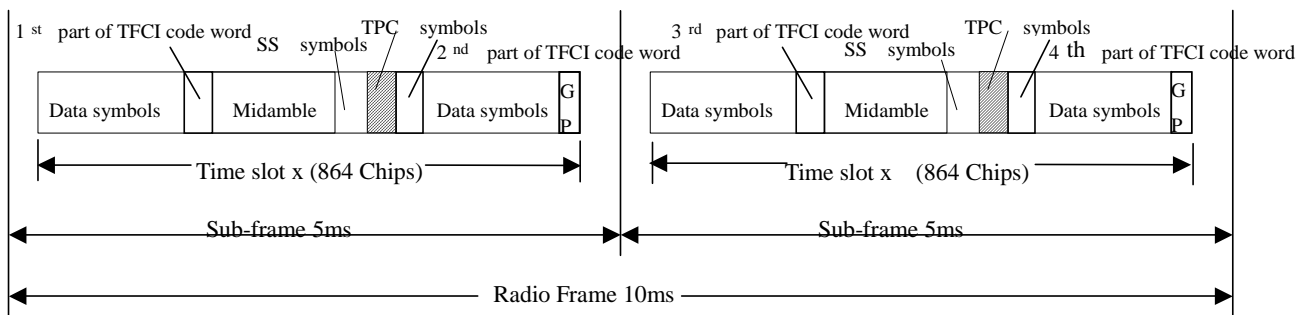 1 st part of TFCI code word
SS symbols
TPC symbols
2 nd part of TFCI code word
Data symbols
Midamble
Data symbols
G
P
Time slot x (864 Chips)
Sub-frame 5ms
3 rd part of TFCI code word
SS symbols
TPC symbols
4 th part of TFCI code word
Data symbols
Midamble
Data symbols
G
P
Time slot x (864 Chips)
Sub-frame 5ms
Radio Frame 10ms